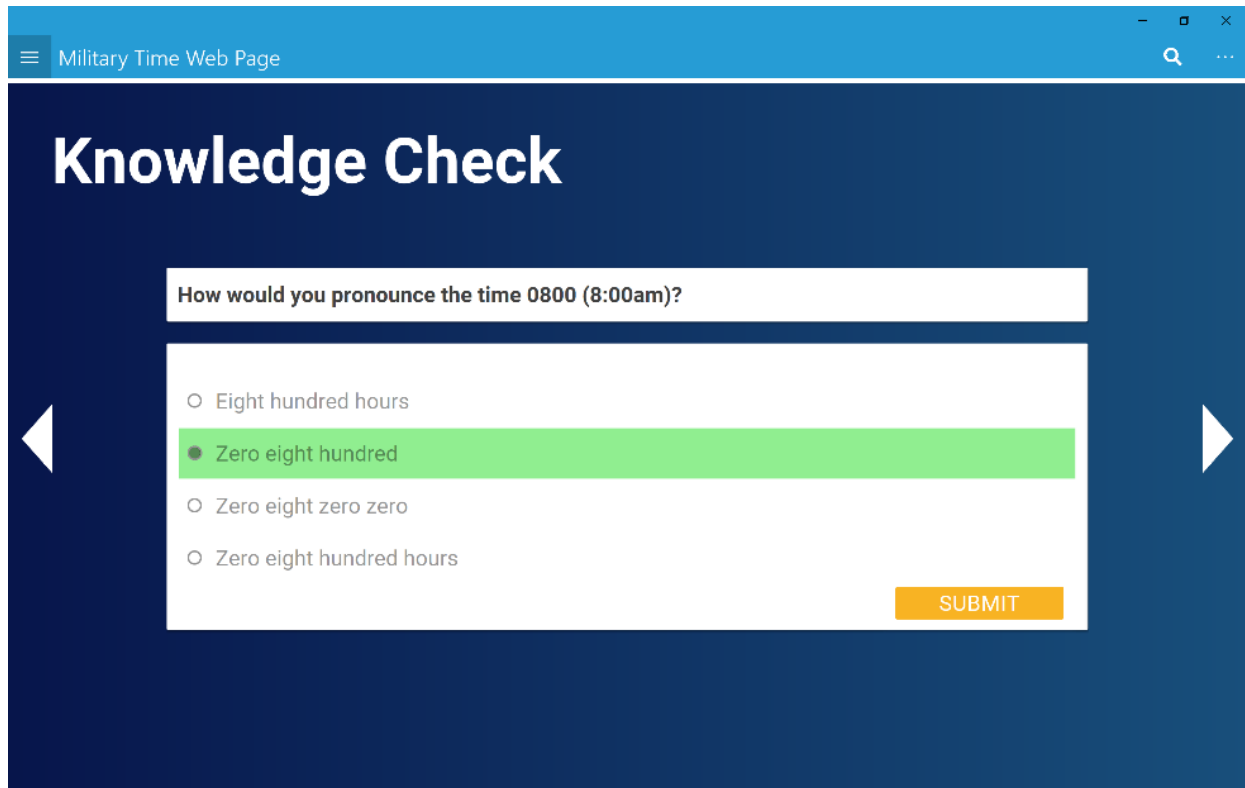 Military Time Web Page
Knowledge Check
How would you pronounce the time 0800 (8:00am)?
Eight hundred hours
Zero eight hundred
Zero eight zero zero
Zero eight hundred hours
SUBMIT